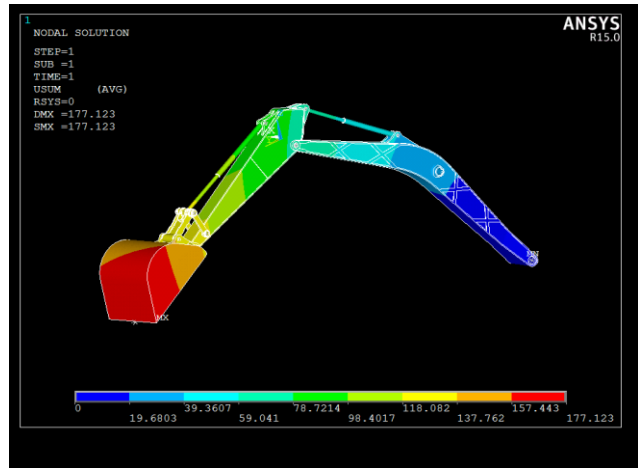 1
NODAL SOLUTION
ANSYS
R15.0
STEP=1
SUB =1
TIME=1
USUM (AVG)
RSYS=0
DMX =177.123
SMX =177.123
MN
MX
0 39.3607 78.7214 118.082 157.443
19.6803 59.041 98.4017 137.762 177.123